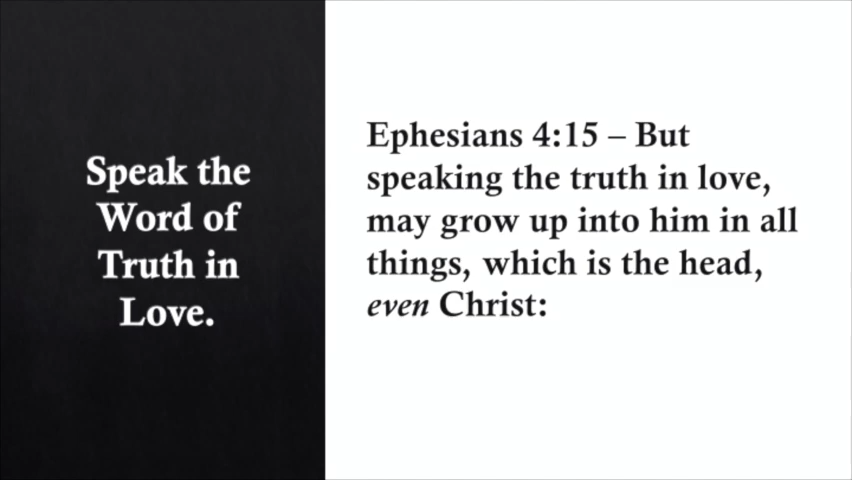 Speak the
Word of
Truth in
Love.
Ephesians 4:15 – But
speaking the truth in love,
may grow up into him in all
things, which is the head,
even Christ: